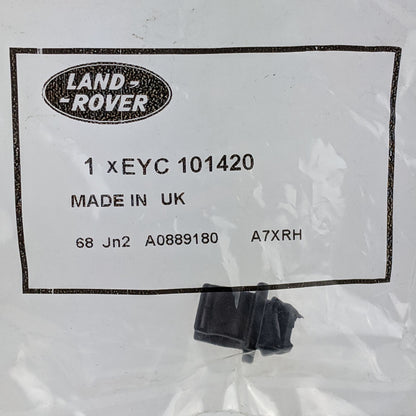 LAND-
-ROVER
1 xEYC 101420
MADE IN UK
68 Jn2 A0889180 A7XRH